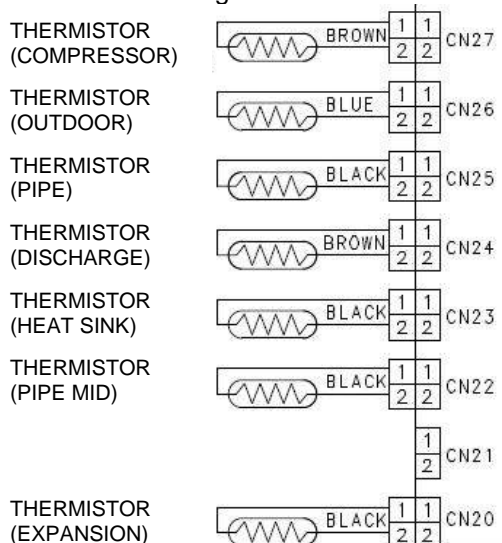 THERMISTOR
(COMPRESSOR)
BROWN
1 1
2 2
CN27
THERMISTOR
(OUTDOOR)
BLUE
1 1
2 2
CN26
THERMISTOR
(PIPE)
BLACK
1 1
2 2
CN25
THERMISTOR
(DISCHARGE)
BROWN
1 1
2 2
CN24
THERMISTOR
(HEAT SINK)
BLACK
1 1
2 2
CN23
THERMISTOR
(PIPE MID)
BLACK
1 1
2 2
CN22
1
2
CN21
THERMISTOR
(EXPANSION)
BLACK
1 1
2 2
CN20